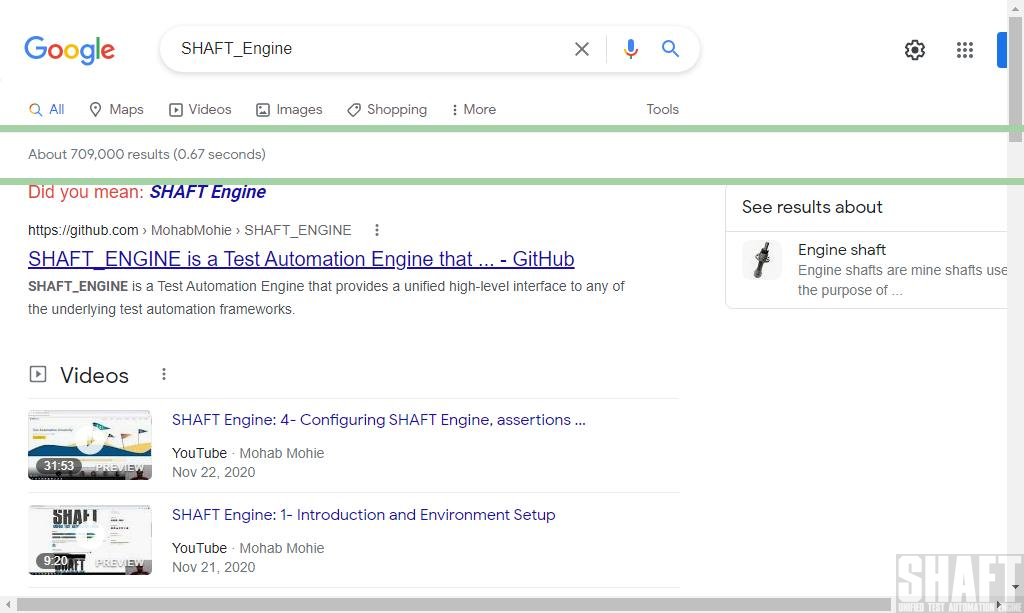 Google
SHAFT_Engine
All
Maps
Videos
Images
Shopping
More
Tools
About 709,000 results (0.67 seconds)
Did you mean: SHAFT Engine
https://github.com › MohabMohie › SHAFT_ENGINE
SHAFT_ENGINE is a Test Automation Engine that ... - GitHub
SHAFT_ENGINE is a Test Automation Engine that provides a unified high-level interface to any of
the underlying test automation frameworks.
See results about
Engine shaft
Engine shafts are mine shafts use
the purpose of ...
Videos
SHAFT Engine: 4- Configuring SHAFT Engine, assertions ...
31:53
PREVIEW
YouTube · Mohab Mohie
Nov 22, 2020
SHAFT
SHAFT Engine: 1- Introduction and Environment Setup
9:20
PREVIEW
YouTube · Mohab Mohie
Nov 21, 2020
SHAFT
UNIFIED TEST AUTOMATION